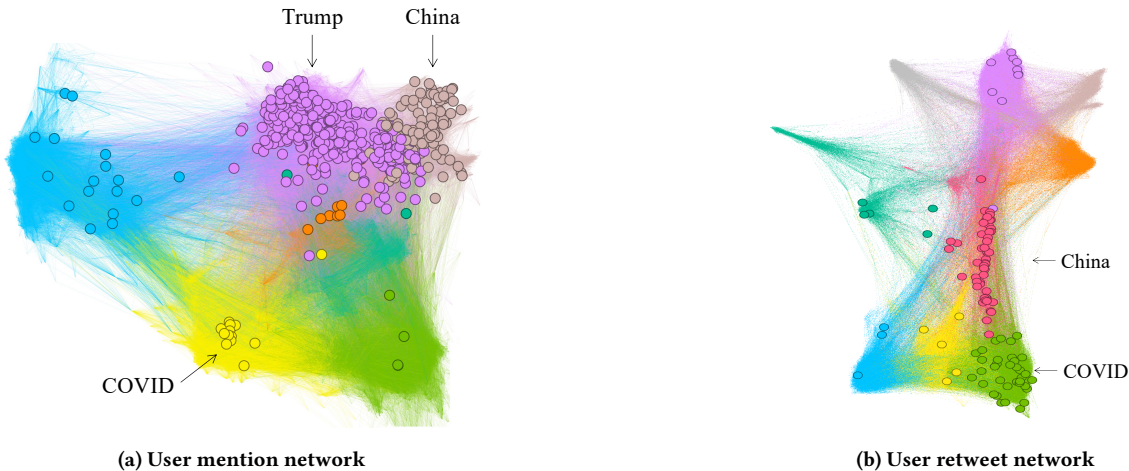 Trump
China
COVID
(a) User mention network
China
COVID
(b) User retweet network